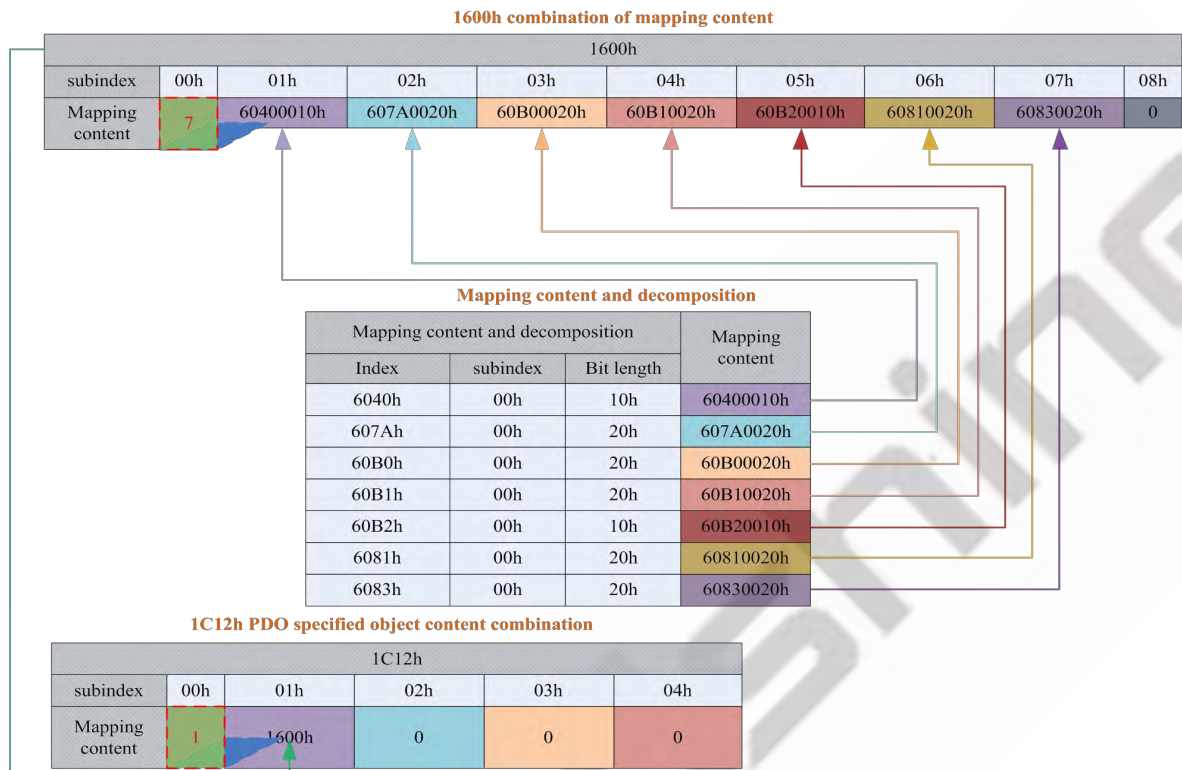 1600h combination of mapping content
1600h
subindex 00h 01h 02h 03h 04h 05h 06h 07h 08h
Mapping content 7 60400010h 607A0020h 60B00020h 60B10020h 60B20010h 60810020h 60830020h 0
Mapping content and decomposition
Mapping content and decomposition Mapping content
Index subindex Bit length
6040h 00h 10h 60400010h
607Ah 00h 20h 607A0020h
60B0h 00h 20h 60B00020h
60B1h 00h 20h 60B10020h
60B2h 00h 10h 60B20010h
6081h 00h 20h 60810020h
6083h 00h 20h 60830020h
1C12h PDO specified object content combination
1C12h
subindex 00h 01h 02h 03h 04h
Mapping content 1 1600h 0 0 0